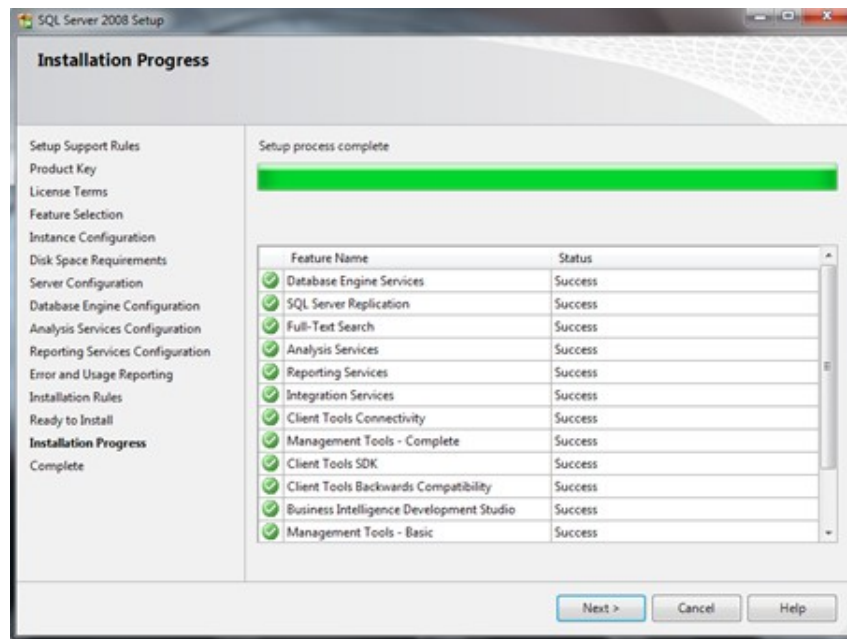 SQL Server 2008 Setup
Installation Progress
Setup Support Rules
Product Key
License Terms
Feature Selection
Instance Configuration
Disk Space Requirements
Server Configuration
Database Engine Configuration
Analysis Services Configuration
Reporting Services Configuration
Error and Usage Reporting
Installation Rules
Ready to Install
Installation Progress
Complete
Setup process complete
Feature Name Status
Database Engine Services Success
SQL Server Replication Success
Full-Text Search Success
Analysis Services Success
Reporting Services Success
Integration Services Success
Client Tools Connectivity Success
Management Tools - Complete Success
Client Tools SDK Success
Client Tools Backwards Compatibility Success
Business Intelligence Development Studio Success
Management Tools - Basic Success
Next > Cancel Help